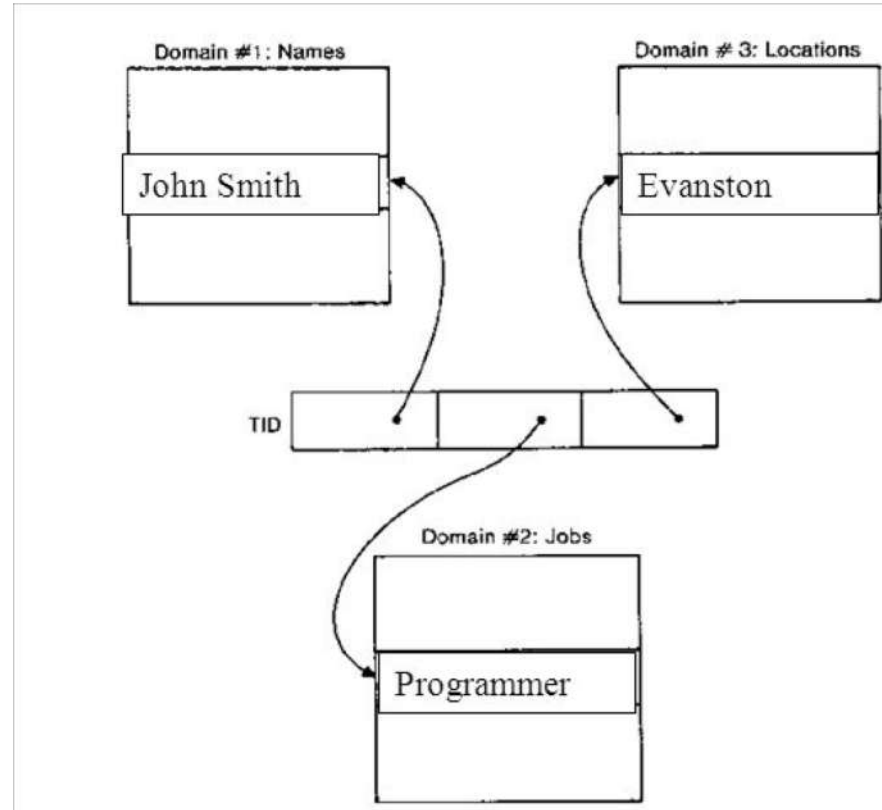 Domain #1: Names
Domain # 3: Locations
John Smith
Evanston
TID
Domain #2: Jobs
Programmer